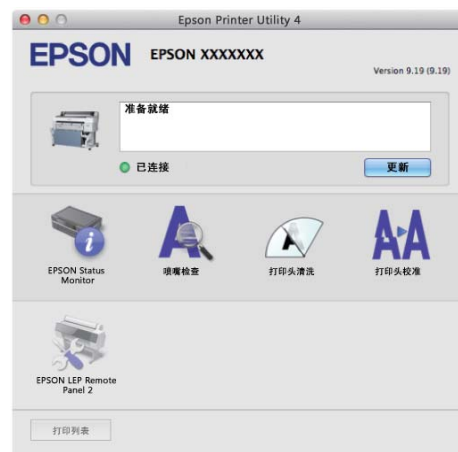 Epson Printer Utility 4
EPSON
EPSON XXXXXXX
Version 9.19 (9.19)
准备就绪
已连接
更新
EPSON Status
Monitor
喷嘴检查
打印头清洗
打印头校准
EPSON LEP Remote
Panel 2
打印列表